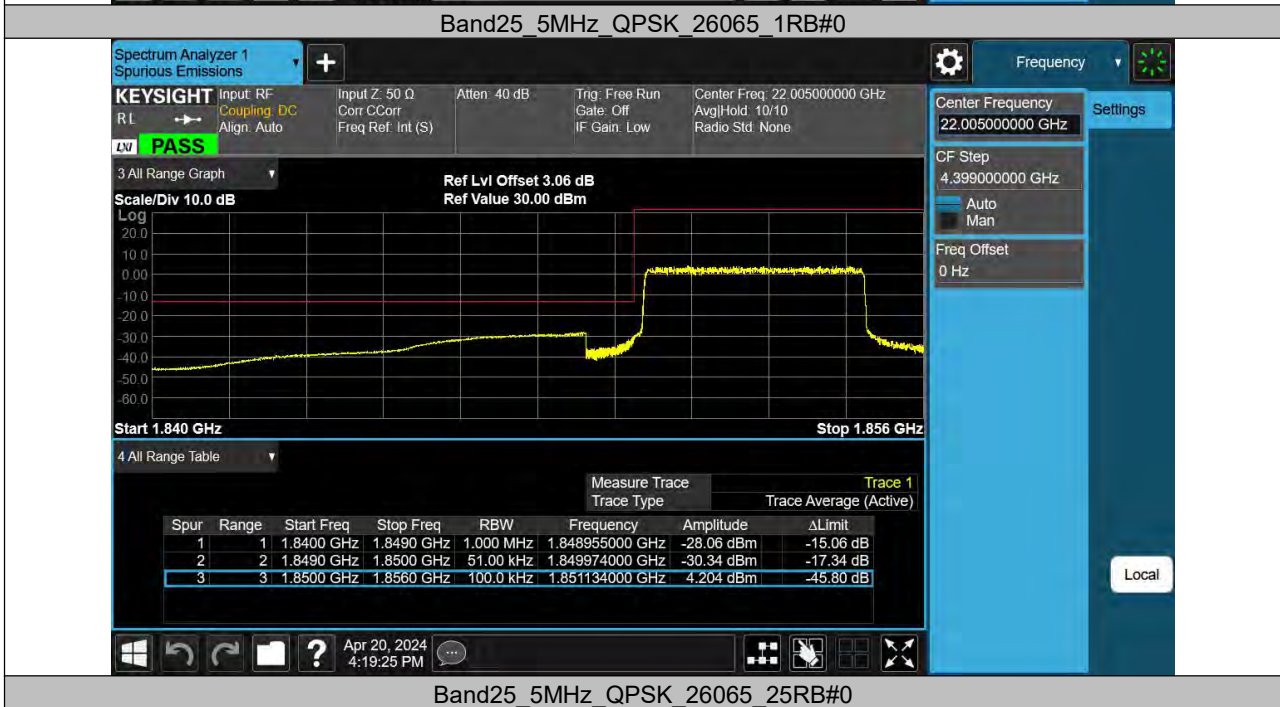 Band25_5MHz_QPSK_26065_1RB#0
Spectrum Analyzer 1
Spurious Emissions
Frequency
KEYSIGHT
Input: RF
Input Z: 50 Ω
Atten: 40 dB
Trig: Free Run
Center Freq: 22.005000000 GHz
RL
Coupling: DC
Corr CCorr
Gate: Off
Avg|Hold: 10/10
Align: Auto
Freq Ref: Int (S)
IF Gain: Low
Radio Std: None
LXI
PASS
Center Frequency
22.005000000 GHz
Settings
CF Step
4.399000000 GHz
Auto
Man
Freq Offset
0 Hz
3 All Range Graph
Ref Lvl Offset 3.06 dB
Scale/Div 10.0 dB
Ref Value 30.00 dBm
Log
20.0
10.0
0.00
-10.0
-20.0
-30.0
-40.0
-50.0
-60.0
Start 1.840 GHz
Stop 1.856 GHz
4 All Range Table
Measure Trace Trace 1
Trace Type Trace Average (Active)
Spur Range Start Freq Stop Freq RBW Frequency Amplitude ΔLimit
1 1 1.8400 GHz 1.8490 GHz 1.000 MHz 1.848955000 GHz -28.06 dBm -15.06 dB
2 2 1.8490 GHz 1.8500 GHz 51.00 kHz 1.849974000 GHz -30.34 dBm -17.34 dB
3 3 1.8500 GHz 1.8560 GHz 100.0 kHz 1.851134000 GHz 4.204 dBm -45.80 dB
Local
?
Apr 20, 2024
4:19:25 PM
Band25_5MHz_QPSK_26065_25RB#0